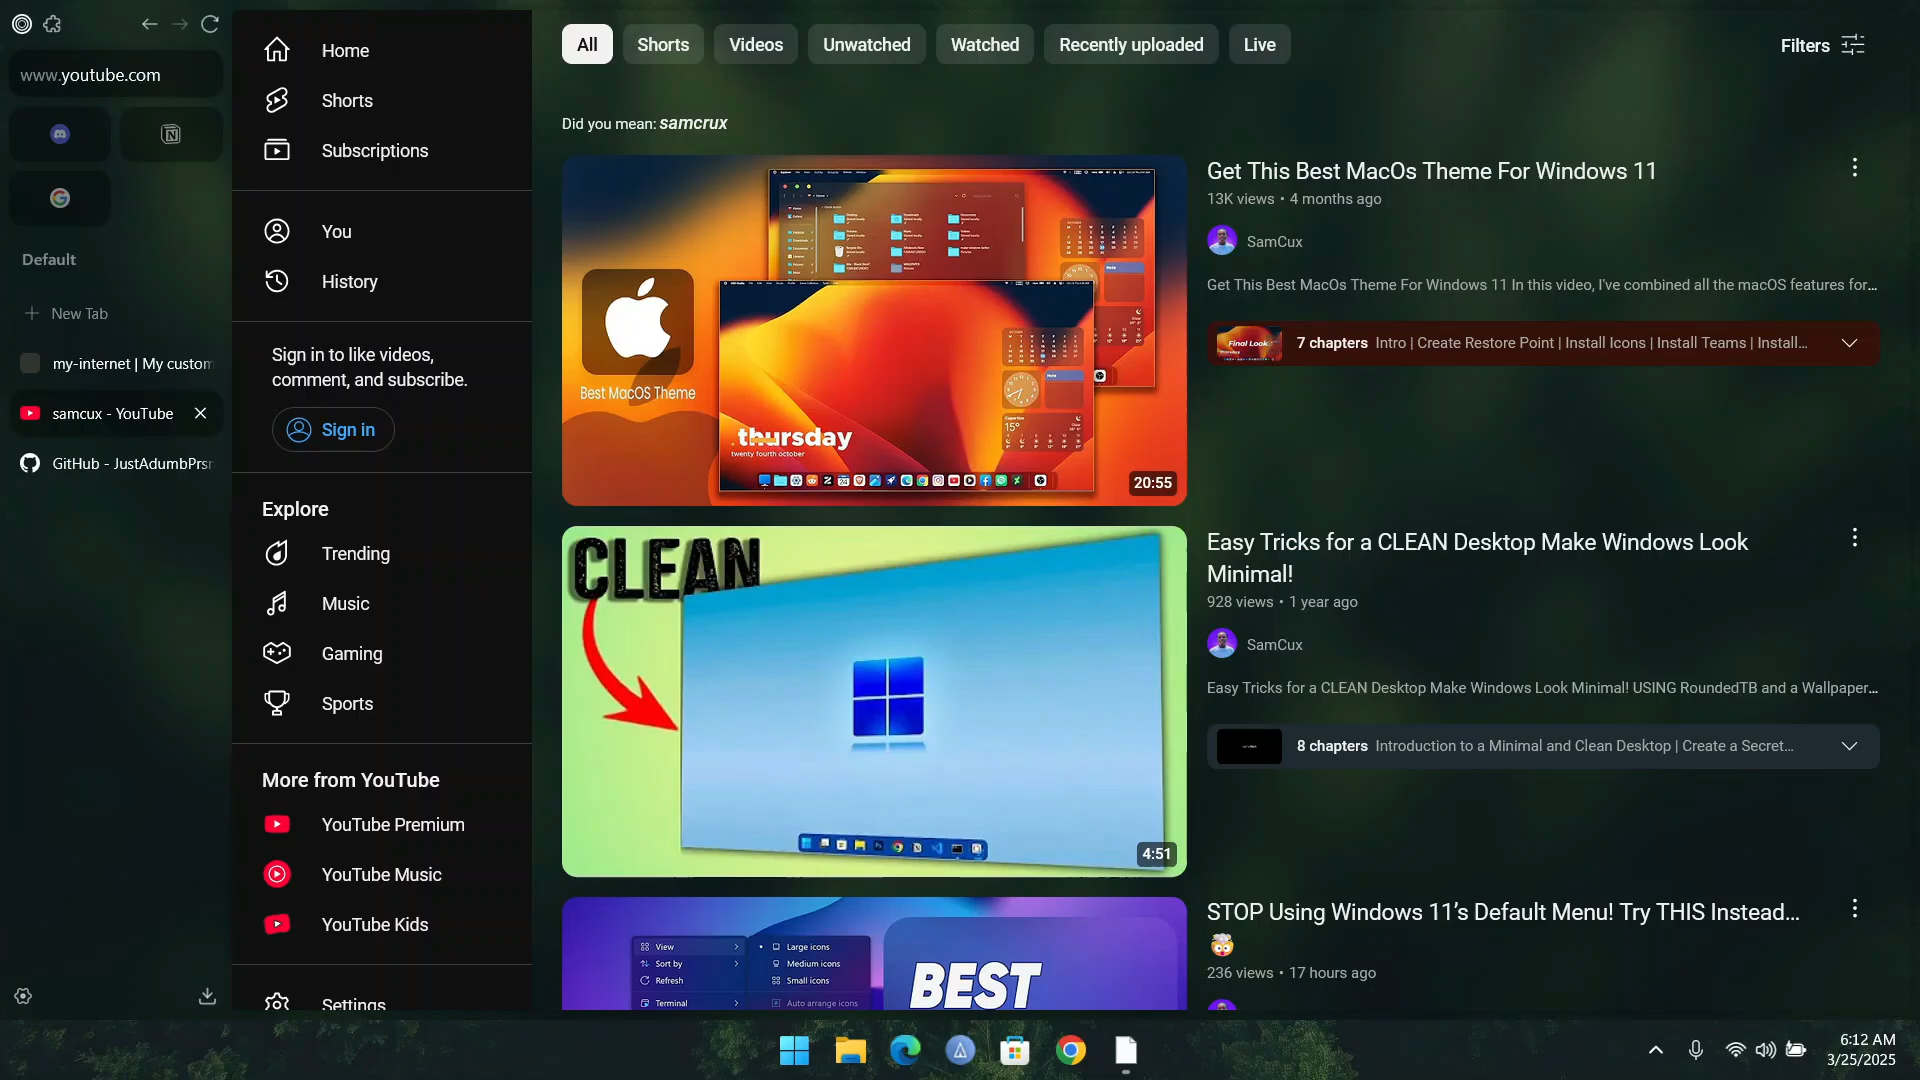 www.youtube.com
Default
New Tab
my-internet | My custom
samcux - YouTube
GitHub - JustAdumbPrsn
Home
Shorts
Subscriptions
You
History
Sign in to like videos,
comment, and subscribe.
Sign in
Explore
Trending
Music
Gaming
Sports
More from YouTube
YouTube Premium
YouTube Music
YouTube Kids
Settings
All
Shorts
Videos
Unwatched
Watched
Recently uploaded
Live
Filters
Did you mean: samcrux
Best MacOS Theme
thursday
twenty fourth october
15°
20:55
Get This Best MacOs Theme For Windows 11
13K views • 4 months ago
SamCux
Get This Best MacOs Theme For Windows 11 In this video, I've combined all the macOS features for...
Final Look
7 chapters Intro | Create Restore Point | Install Icons | Install Teams | Install...
CLEAN
4:51
Easy Tricks for a CLEAN Desktop Make Windows Look
Minimal!
928 views • 1 year ago
SamCux
Easy Tricks for a CLEAN Desktop Make Windows Look Minimal! USING RoundedTB and a Wallpaper...
8 chapters Introduction to a Minimal and Clean Desktop | Create a Secret...
View
Sort by
Refresh
Terminal
Large icons
Medium icons
Small icons
Auto arrange icons
BEST
STOP Using Windows 11’s Default Menu! Try THIS Instead...
🤯
236 views • 17 hours ago
6:12 AM
3/25/2025